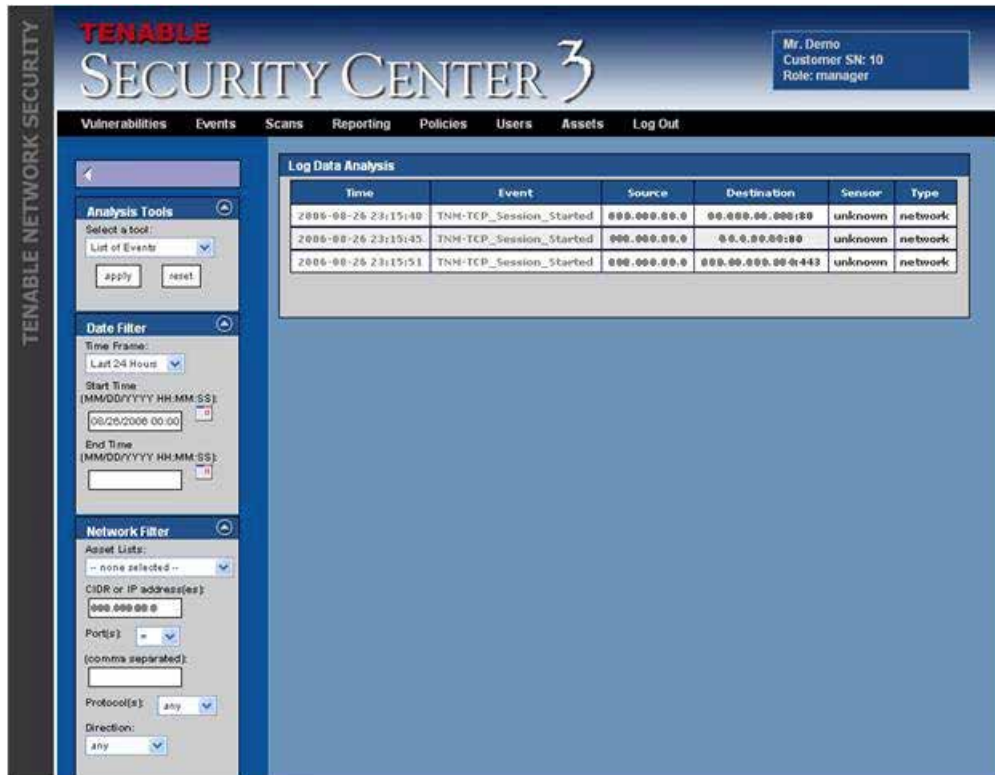 TENABLE NETWORK SECURITY
TENABLE
SECURITY CENTER 3
Mr. Demo
Customer SN: 10
Role: manager
Vulnerabilities Events Scans Reporting Policies Users Assets Log Out
Analysis Tools
Select a tool:
List of Events
apply reset
Date Filter
Time Frame:
Last 24 Hours
Start Time
(MM/DD/YYYY HH:MM:SS):
08/26/2006 00:00
End Time
(MM/DD/YYYY HH:MM:SS):
Network Filter
Asset Lists:
-- none selected --
CIDR or IP address(es):
Port(s): =
(comma separated):
Protocol(s): any
Direction:
any
Log Data Analysis
Time Event Source Destination Sensor Type
2006-08-26 23:15:40 TNM-TCP_Session_Started unknown network
2006-08-26 23:15:45 TNM-TCP_Session_Started unknown network
2006-08-26 23:15:51 TNM-TCP_Session_Started unknown network